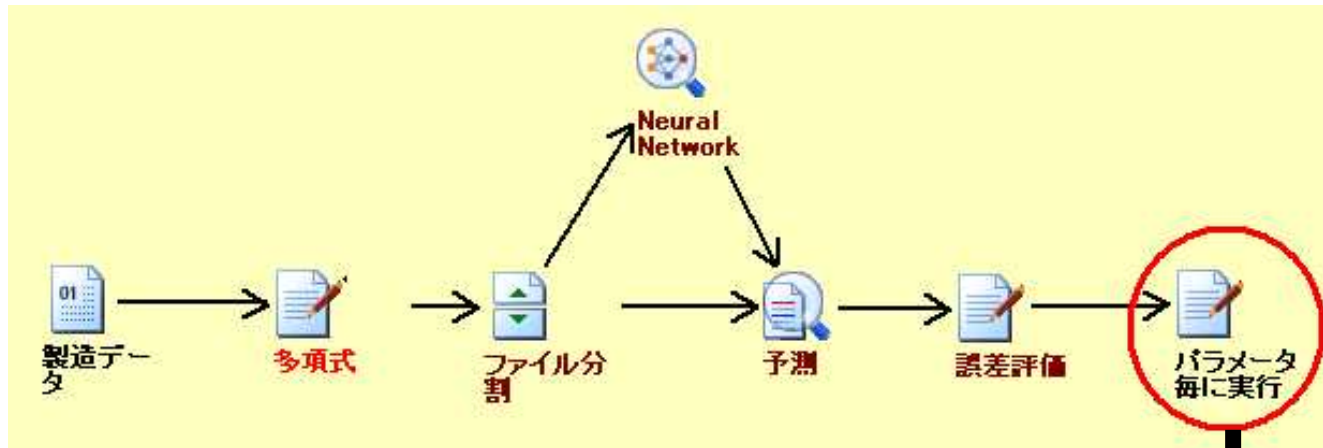 Neural
Network
01
製造デー
タ
多項式
ファイル分
割
予測
誤差評価
パラメータ
毎に実行